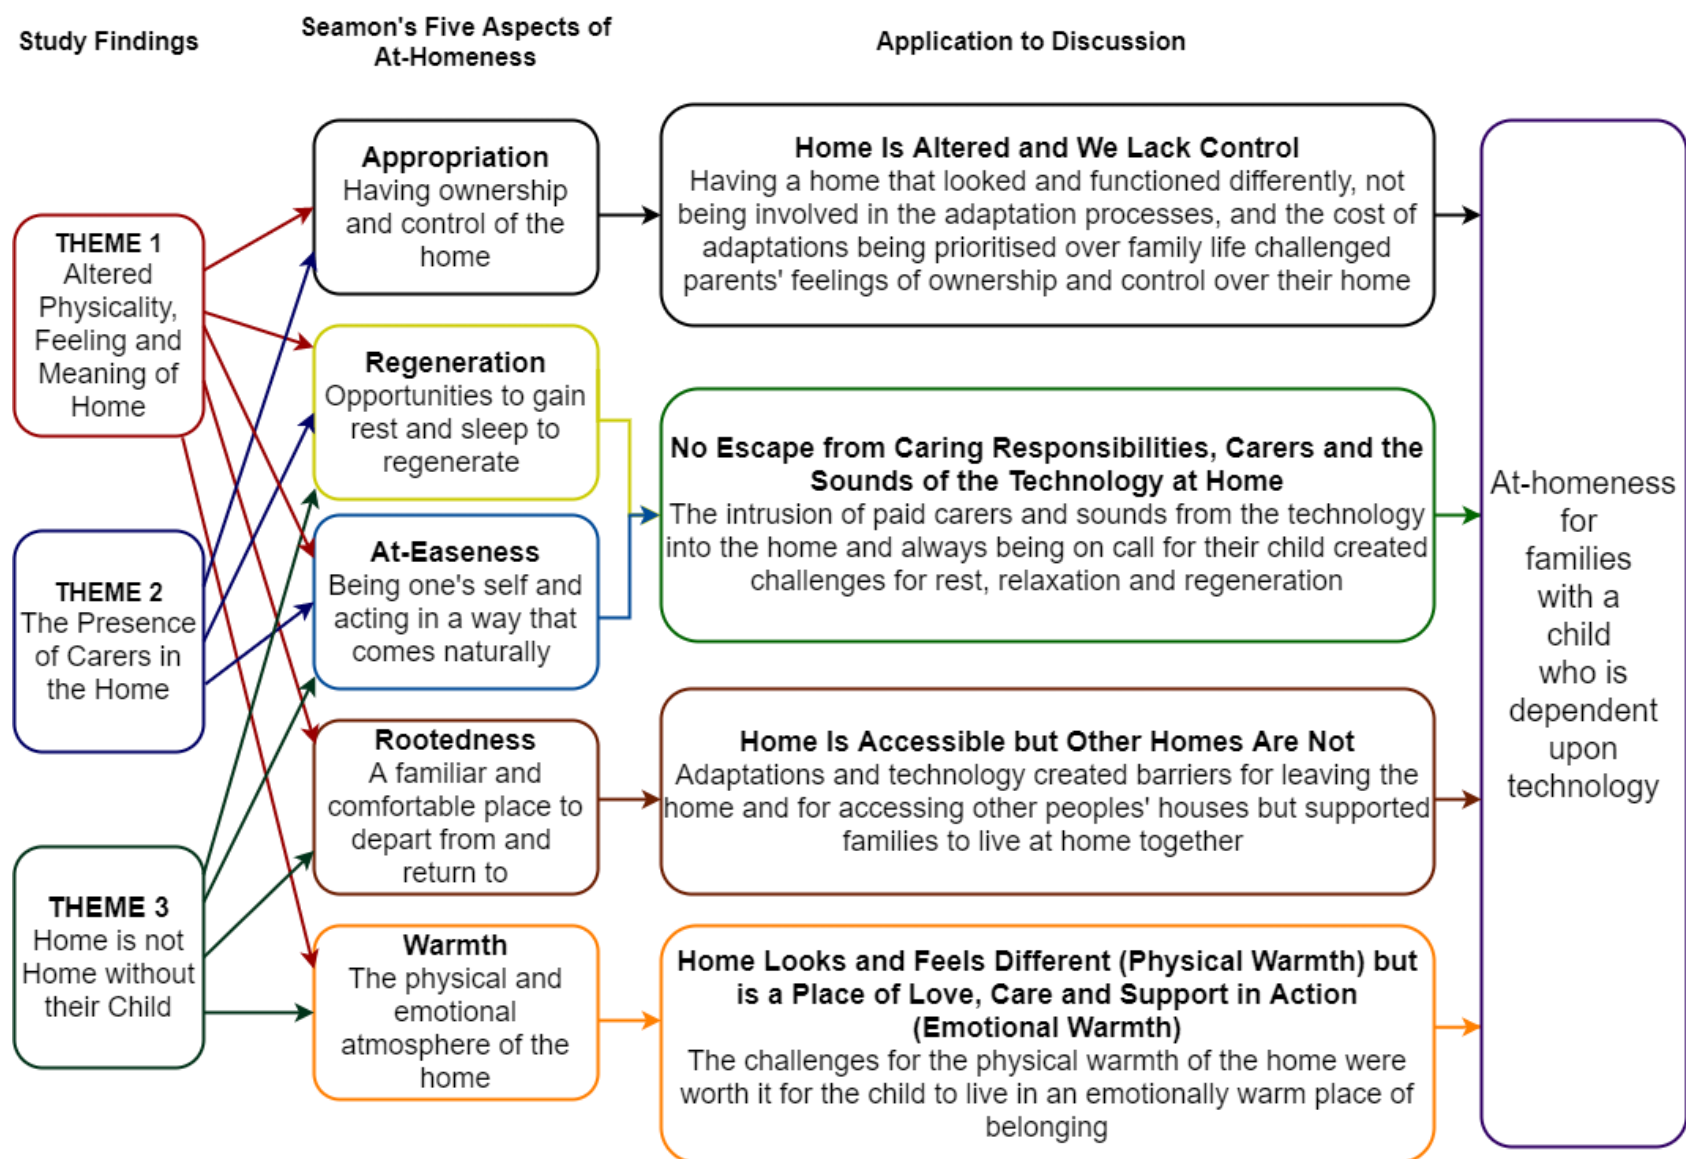 Study Findings
Seamon's Five Aspects of
At-Homeness
Application to Discussion
THEME 1
Altered
Physicality,
Feeling and
Meaning of
Home
THEME 2
The Presence
of Carers in
the Home
THEME 3
Home is not
Home without
their Child
Appropriation
Having ownership
and control of the
home
Regeneration
Opportunities to gain
rest and sleep to
regenerate
At-Easeness
Being one's self and
acting in a way that
comes naturally
Rootedness
A familiar and
comfortable place to
depart from and
return to
Warmth
The physical and
emotional
atmosphere of the
home
Home Is Altered and We Lack Control
Having a home that looked and functioned differently, not
being involved in the adaptation processes, and the cost of
adaptations being prioritised over family life challenged
parents' feelings of ownership and control over their home
No Escape from Caring Responsibilities, Carers and the
Sounds of the Technology at Home
The intrusion of paid carers and sounds from the technology
into the home and always being on call for their child created
challenges for rest, relaxation and regeneration
Home Is Accessible but Other Homes Are Not
Adaptations and technology created barriers for leaving the
home and for accessing other peoples' houses but supported
families to live at home together
Home Looks and Feels Different (Physical Warmth) but
is a Place of Love, Care and Support in Action
(Emotional Warmth)
The challenges for the physical warmth of the home were
worth it for the child to live in an emotionally warm place of
belonging
At-homeness
for
families
with a
child
who is
dependent
upon
technology